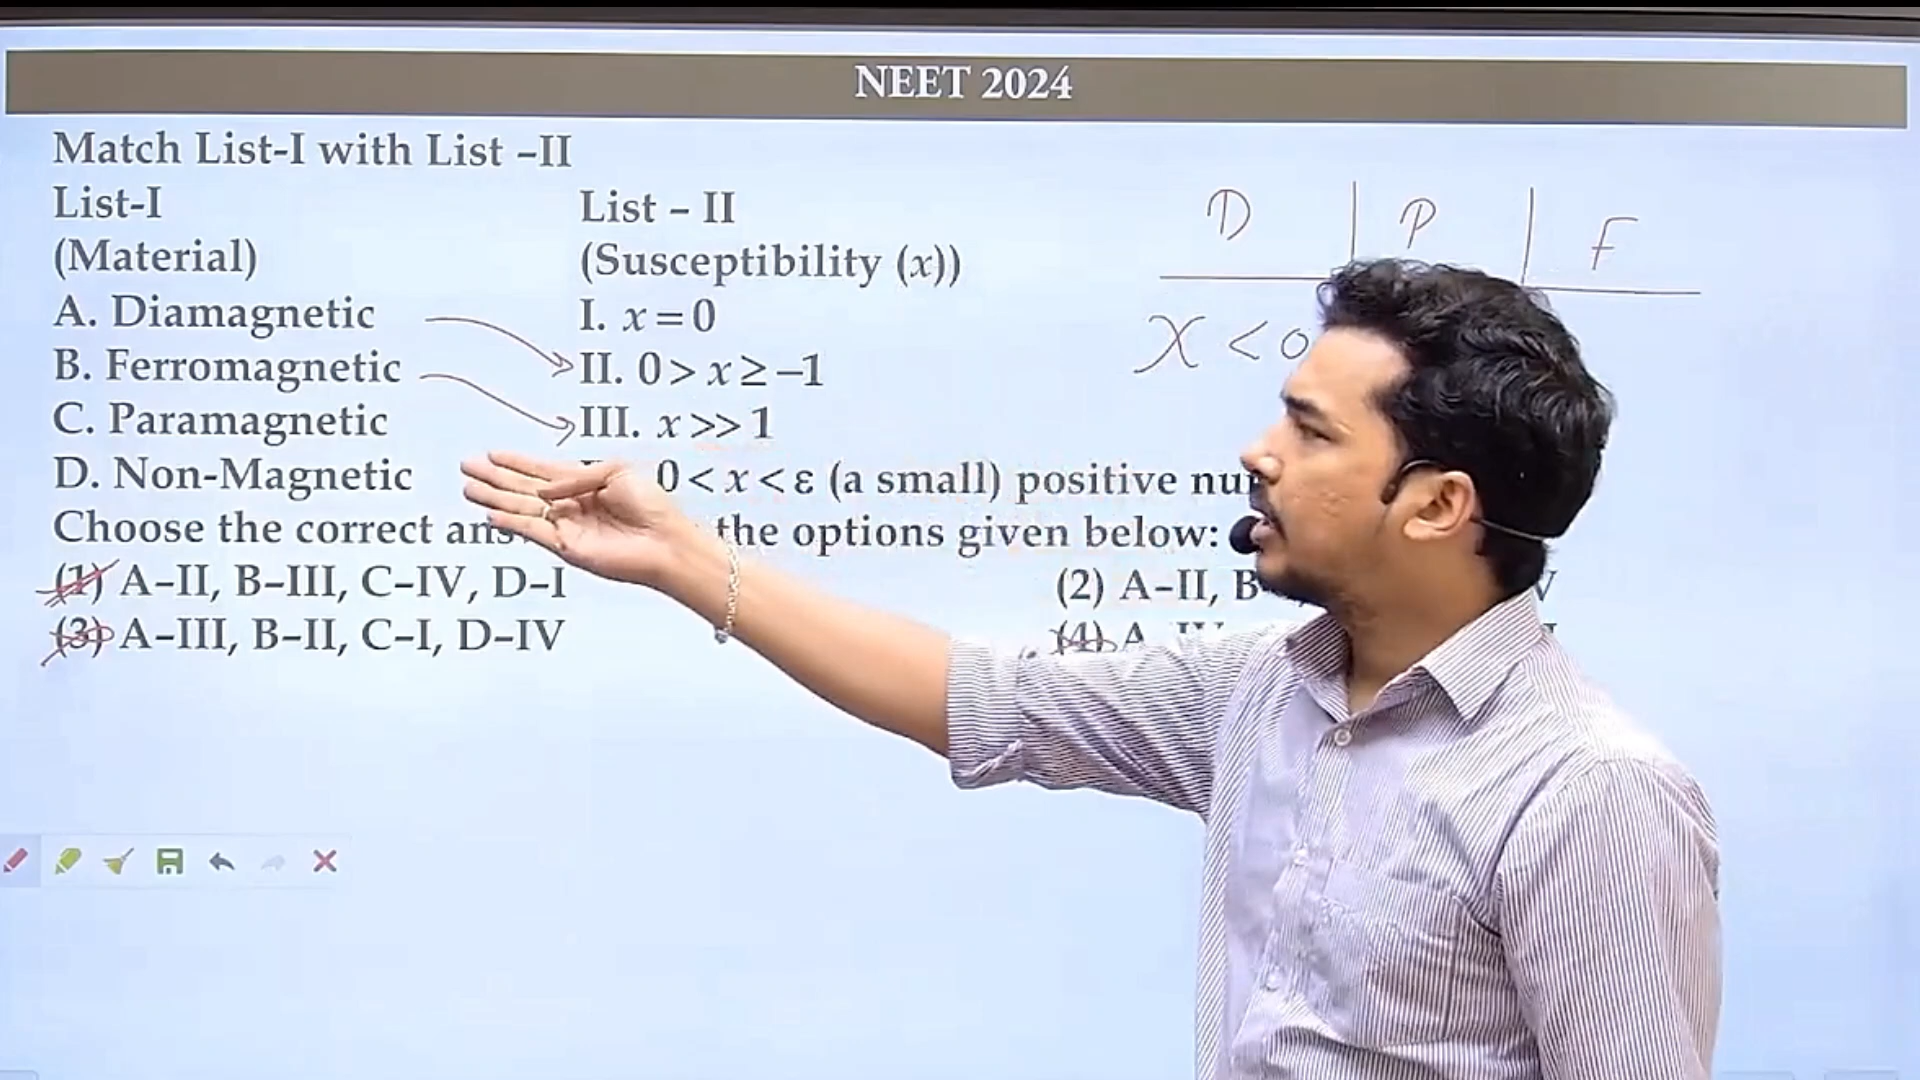 NEET 2024
Match List-I with List –II
List-I
List – II
(Material)
(Susceptibility (x))
A. Diamagnetic
I. x = 0
B. Ferromagnetic
II. 0 > x ≥ –1
C. Paramagnetic
III. x >> 1
D. Non-Magnetic
0 < x < ε (a small) positive
Choose the correct
the options given below:
(1) A–II, B–III, C–IV, D–I
(2) A–II,
(3) A–III, B–II, C–I, D–IV
(4) A
D P F
X < 0